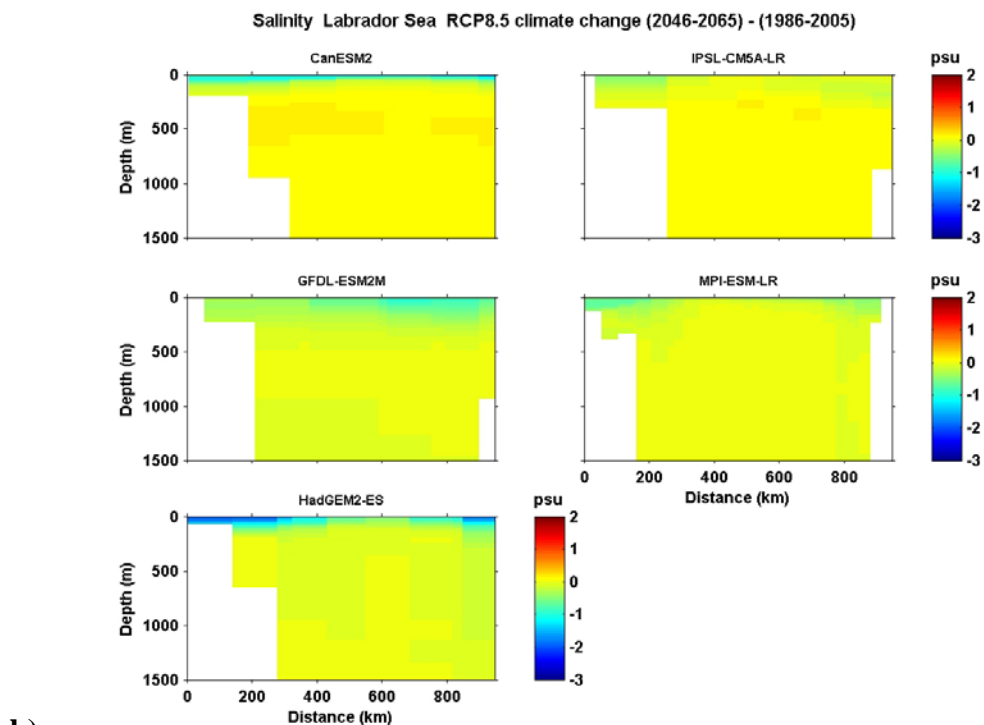 Salinity Labrador Sea RCP8.5 climate change (2046-2065) - (1986-2005)
CanESM2
IPSL-CM5A-LR
psu
0
500
1000
1500
Depth (m)
2
1
0
-1
-2
-3
GFDL-ESM2M
MPI-ESM-LR
psu
0
500
1000
1500
Depth (m)
0 200 400 600 800
Distance (km)
2
1
0
-1
-2
-3
HadGEM2-ES
psu
0
500
1000
1500
Depth (m)
0 200 400 600 800
Distance (km)
2
1
0
-1
-2
-3